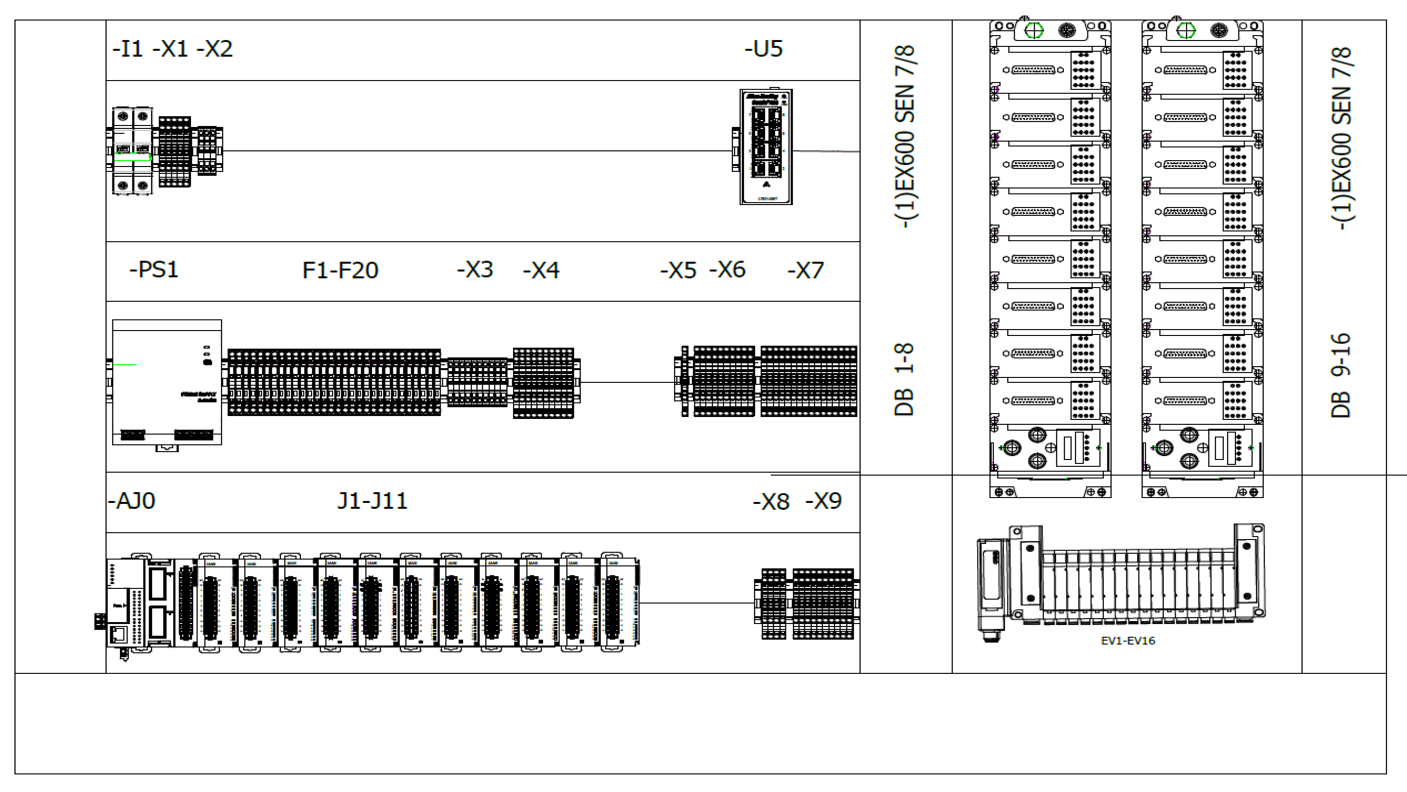 -I1 -X1 -X2
-U5
-PS1
F1-F20
-X3
-X4
-X5 -X6
-X7
-AJ0
J1-J11
-X8 -X9
-(1)EX600 SEN 7/8
DB 1-8
-(1)EX600 SEN 7/8
DB 9-16
EV1-EV16